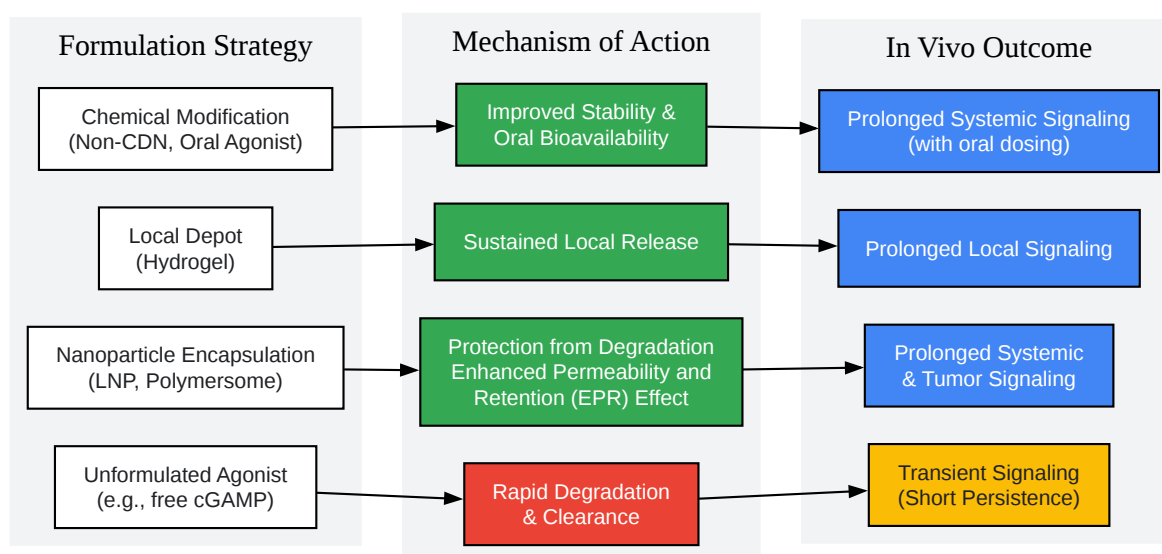 Formulation Strategy
Mechanism of Action
In Vivo Outcome
Chemical Modification
(Non-CDN, Oral Agonist)
Improved Stability &
Oral Bioavailability
Prolonged Systemic Signaling
(with oral dosing)
Local Depot
(Hydrogel)
Sustained Local Release
Prolonged Local Signaling
Nanoparticle Encapsulation
(LNP, Polymersome)
Protection from Degradation
Enhanced Permeability and
Retention (EPR) Effect
Prolonged Systemic
& Tumor Signaling
Unformulated Agonist
(e.g., free cGAMP)
Rapid Degradation
& Clearance
Transient Signaling
(Short Persistence)